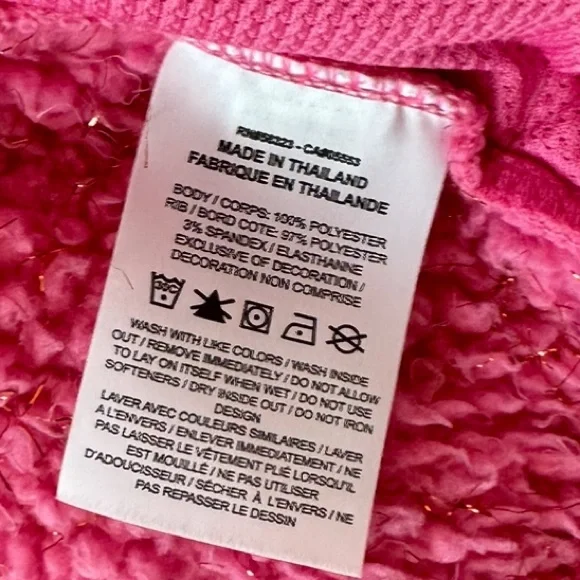 MADE IN THAILAND
FABRIQUE EN THAILANDE
BODY / CORPS: 100% POLYESTER
RIB / BORD COTE: 97% POLYESTER
3% SPANDEX / ELASTHANNE
EXCLUSIVE OF DECORATION /
DECORATION NON COMPRISE
WASH WITH LIKE COLORS / WASH INSIDE
OUT / REMOVE IMMEDIATELY / DO NOT ALLOW
TO LAY ON ITSELF WHEN WET / DO NOT USE
SOFTENERS / DRY INSIDE OUT / DO NOT IRON
DESIGN
LAVER AVEC COULEURS SIMILAIRES / LAVER
A L'ENVERS / ENLEVER IMMEDIATEMENT / NE
PAS LAISSER LE VÊTEMENT PLIÉ LORSQU'IL
EST MOUILLÉ / NE PAS UTILISER
D'ADOUCISSEUR / SÉCHER À L'ENVERS / NE
PAS REPASSER LE DESSIN